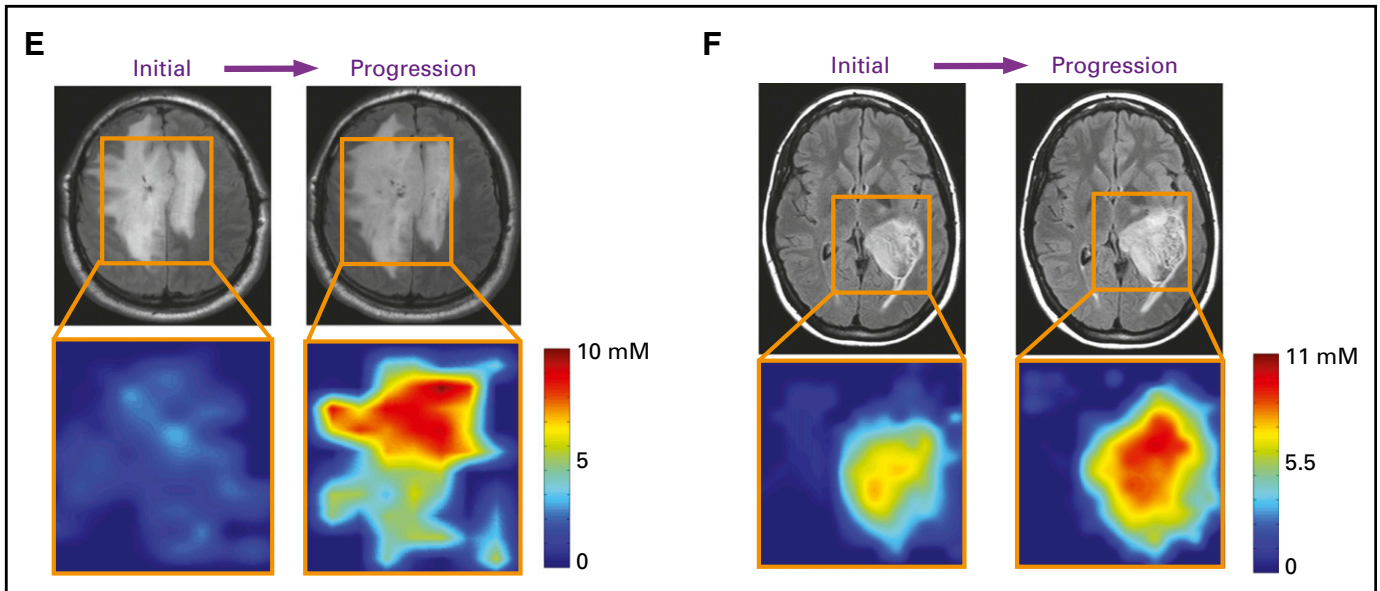 E
Initial
Progression
10 mM
5
0
F
Initial
Progression
11 mM
5.5
0